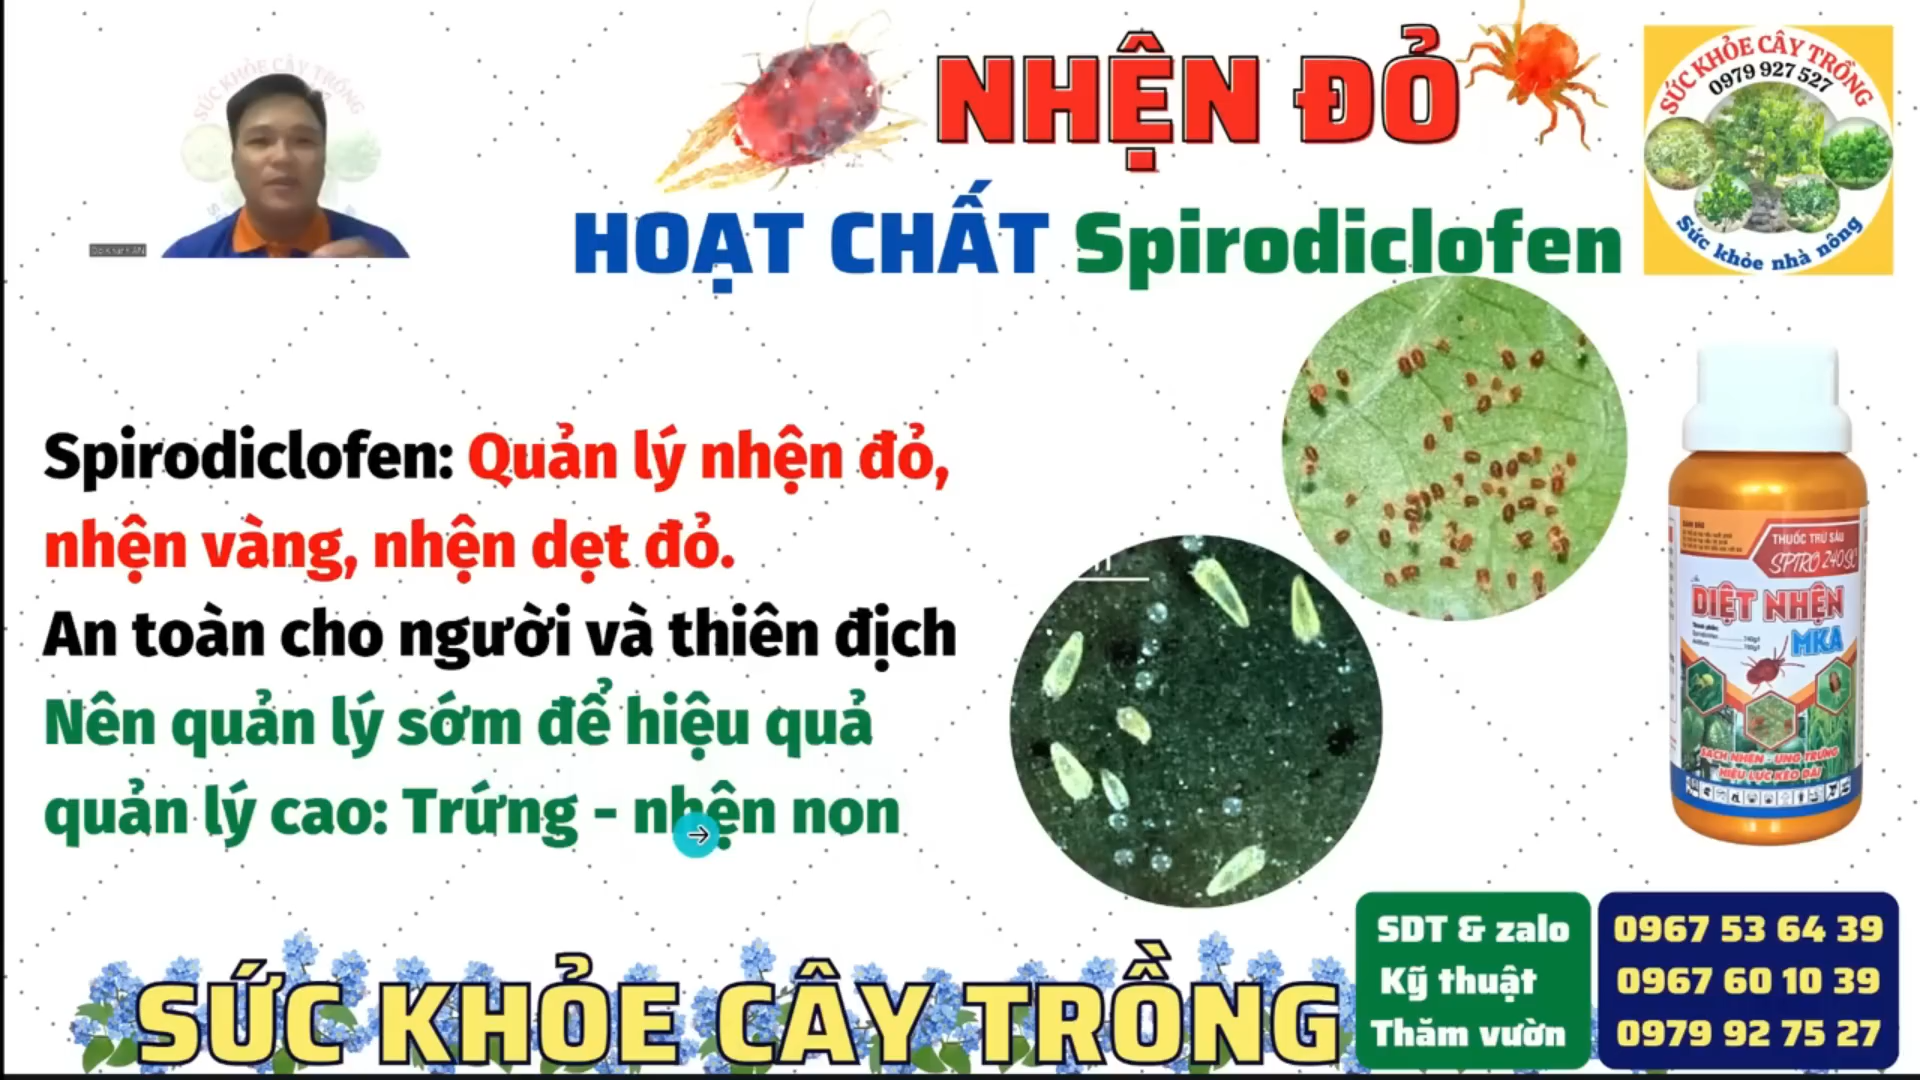 NHỆN ĐỎ
SỨC KHỎE CÂY TRỒNG
0979 927 527
Sức khỏe nhà nông
HOẠT CHẤT Spirodiclofen
Spirodiclofen: Quản lý nhện đỏ,
nhện vàng, nhện dẹt đỏ.
An toàn cho người và thiên địch
Nên quản lý sớm để hiệu quả
quản lý cao: Trứng - nhện non
THUỐC TRỪ SÂU
SPIRO 240SC
DIỆT NHỆN
MKA
SẠCH NHỆN - UNG TRỨNG
HIỆU LỰC KÉO DÀI
SỨC KHỎE CÂY TRỒNG
SDT & zalo
Kỹ thuật
Thăm vườn
0967 53 64 39
0967 60 10 39
0979 92 75 27